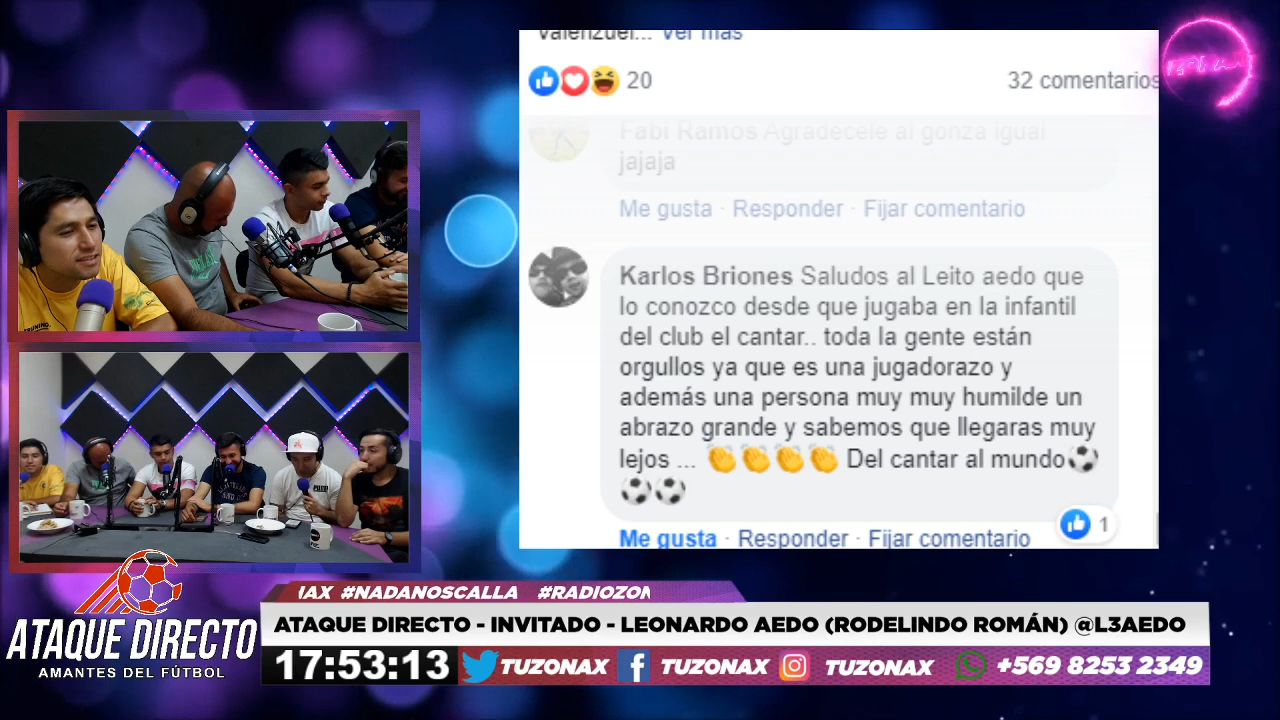 Valenzuel... Ver más
20
32 comentarios
Fabi Ramos Agradecele al gonza igual
jajaja
Me gusta · Responder · Fijar comentario
Karlos Briones Saludos al Leito aedo que
lo conozco desde que jugaba en la infantil
del club el cantar.. toda la gente están
orgullos ya que es una jugadorazo y
además una persona muy muy humilde un
abrazo grande y sabemos que llegaras muy
lejos ... 👏👏👏👏 Del cantar al mundo⚽
⚽⚽
1
Me gusta · Responder · Fijar comentario
IAX #NADANOSCALLA #RADIOZON
ATAQUE DIRECTO
AMANTES DEL FÚTBOL
ATAQUE DIRECTO - INVITADO - LEONARDO AEDO (RODELINDO ROMÁN) @L3AEDO
17:53:13 TUZONAX TUZONAX TUZONAX +569 8253 2349